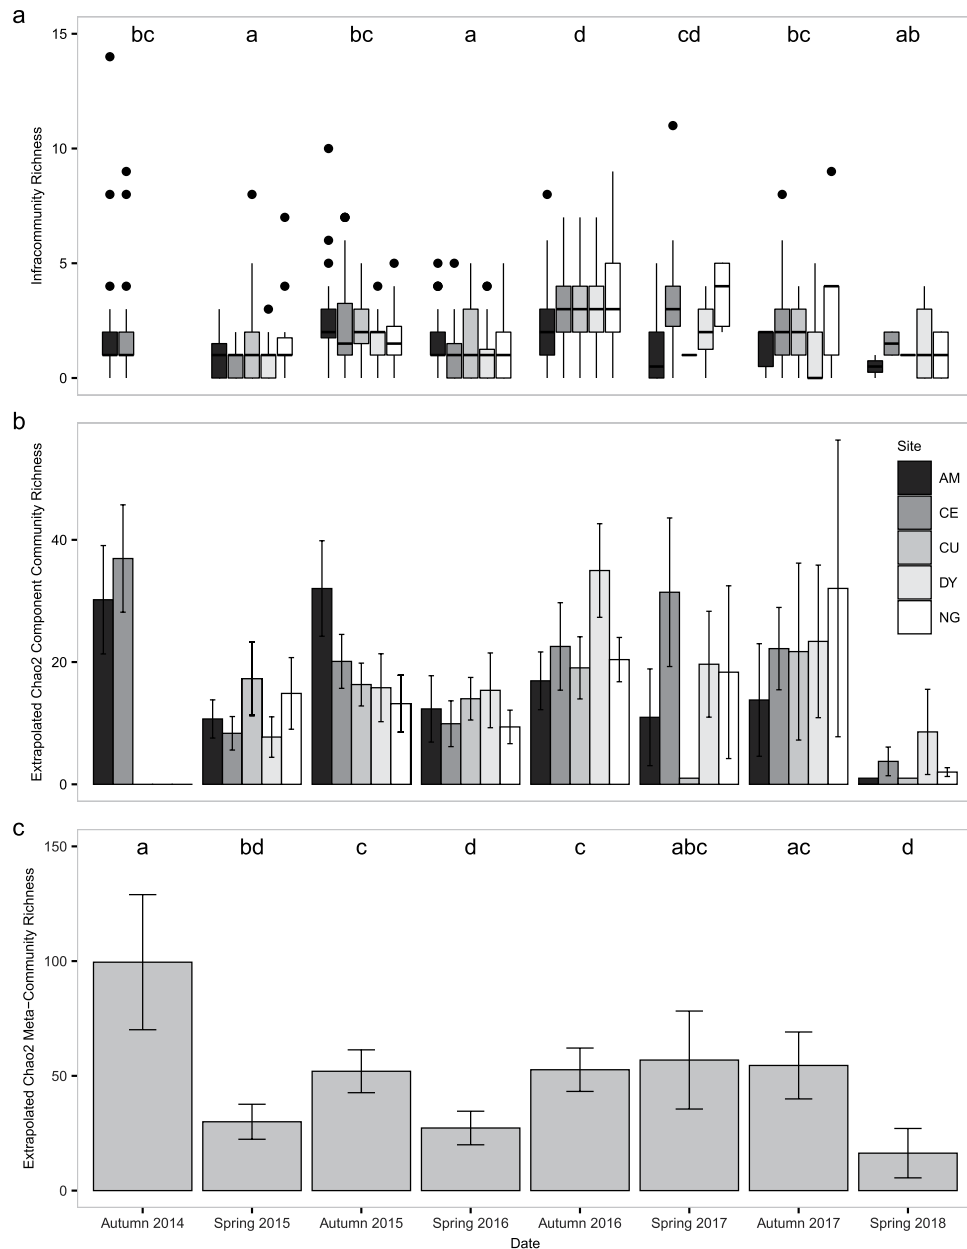 a
bc a bc a d cd bc ab
15
10
5
0
Infracommunity Richness
b
Site
AM
CE
CU
DY
NG
40
20
0
Extrapolated Chao2 Component Community Richness
c
a bd c d c abc ac d
150
100
50
0
Extrapolated Chao2 Meta−Community Richness
Autumn 2014 Spring 2015 Autumn 2015 Spring 2016 Autumn 2016 Spring 2017 Autumn 2017 Spring 2018
Date